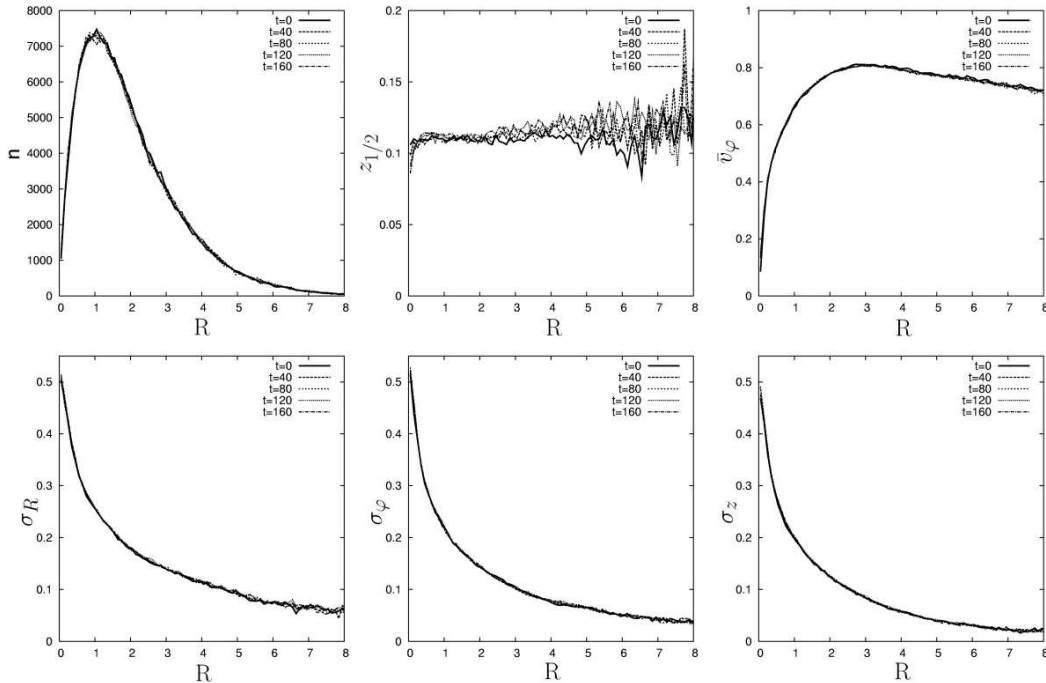 8000
7000
6000
5000
4000
3000
2000
1000
0
n
t=0
t=40
t=80
t=120
t=160
0 1 2 3 4 5 6 7 8
R
0.2
0.15
0.1
0.05
0
z1/2
t=0
t=40
t=80
t=120
t=160
0 1 2 3 4 5 6 7 8
R
1
0.8
0.6
0.4
0.2
0
v̄φ
t=0
t=40
t=80
t=120
t=160
0 1 2 3 4 5 6 7 8
R
0.5
0.4
0.3
0.2
0.1
0
σR
t=0
t=40
t=80
t=120
t=160
0 1 2 3 4 5 6 7 8
R
0.5
0.4
0.3
0.2
0.1
0
σφ
t=0
t=40
t=80
t=120
t=160
0 1 2 3 4 5 6 7 8
R
0.5
0.4
0.3
0.2
0.1
0
σz
t=0
t=40
t=80
t=120
t=160
0 1 2 3 4 5 6 7 8
R